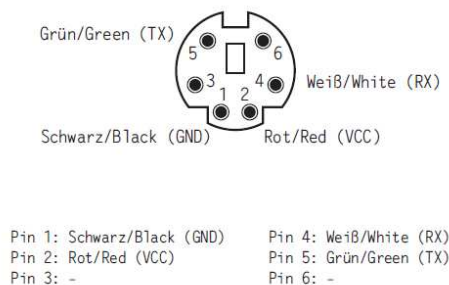 Grün/Green (TX)
5 6
3 4 Weiß/White (RX)
1 2
Schwarz/Black (GND) Rot/Red (VCC)
Pin 1: Schwarz/Black (GND) Pin 4: Weiß/White (RX)
Pin 2: Rot/Red (VCC) Pin 5: Grün/Green (TX)
Pin 3: - Pin 6: -